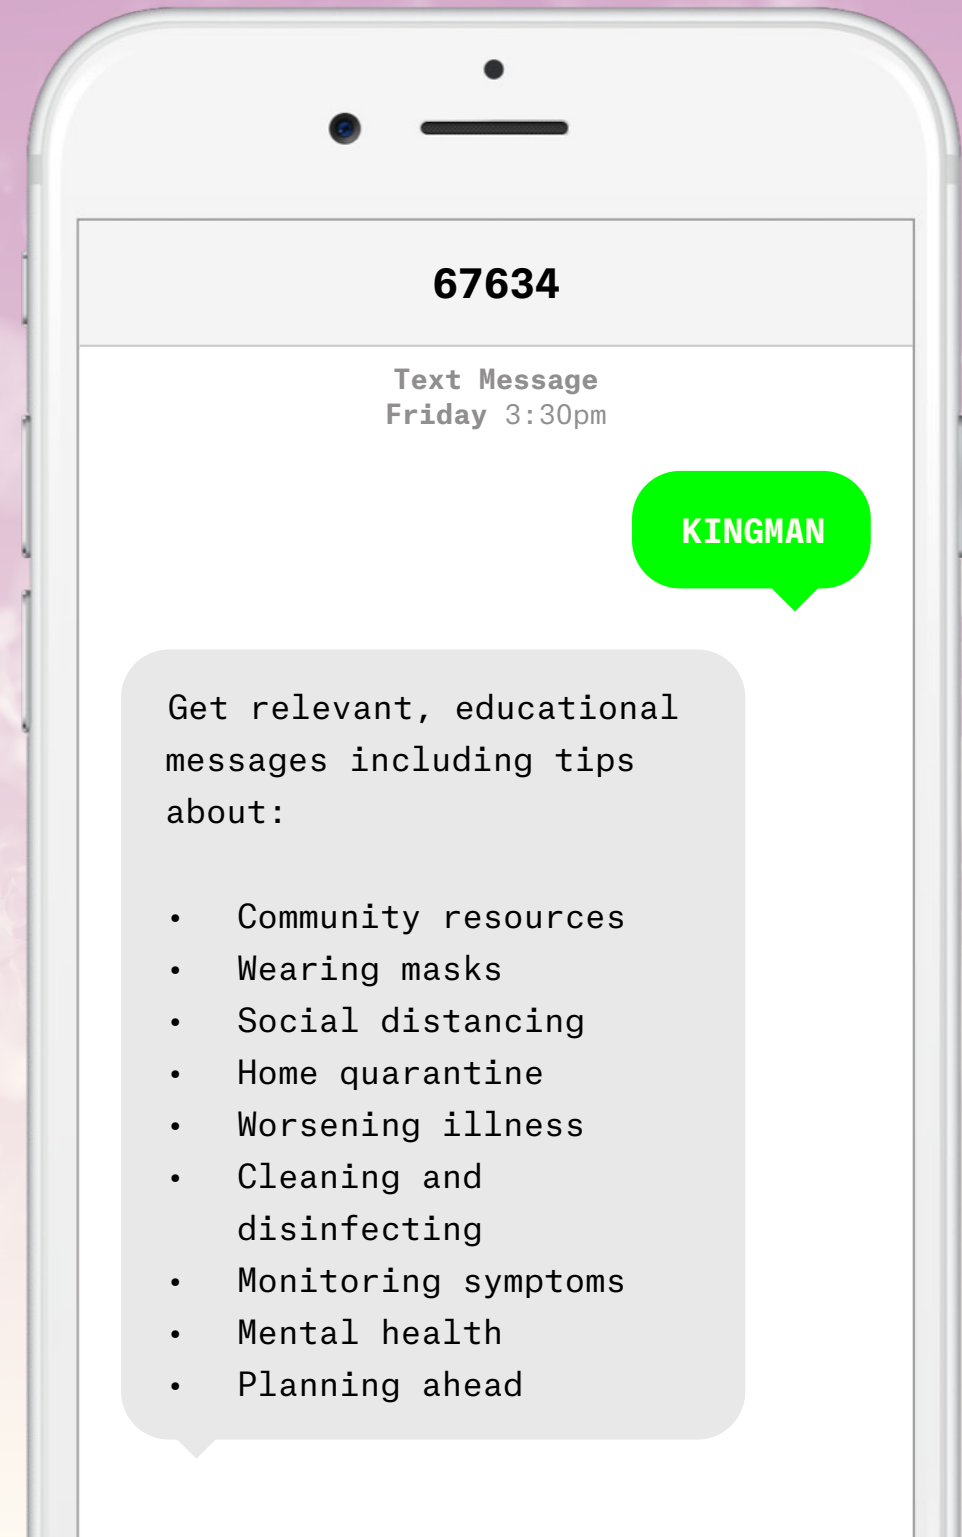 67634
Text Message
Friday 3:30pm
KINGMAN
Get relevant, educational
messages including tips
about:
• Community resources
• Wearing masks
• Social distancing
• Home quarantine
• Worsening illness
• Cleaning and
disinfecting
• Monitoring symptoms
• Mental health
• Planning ahead